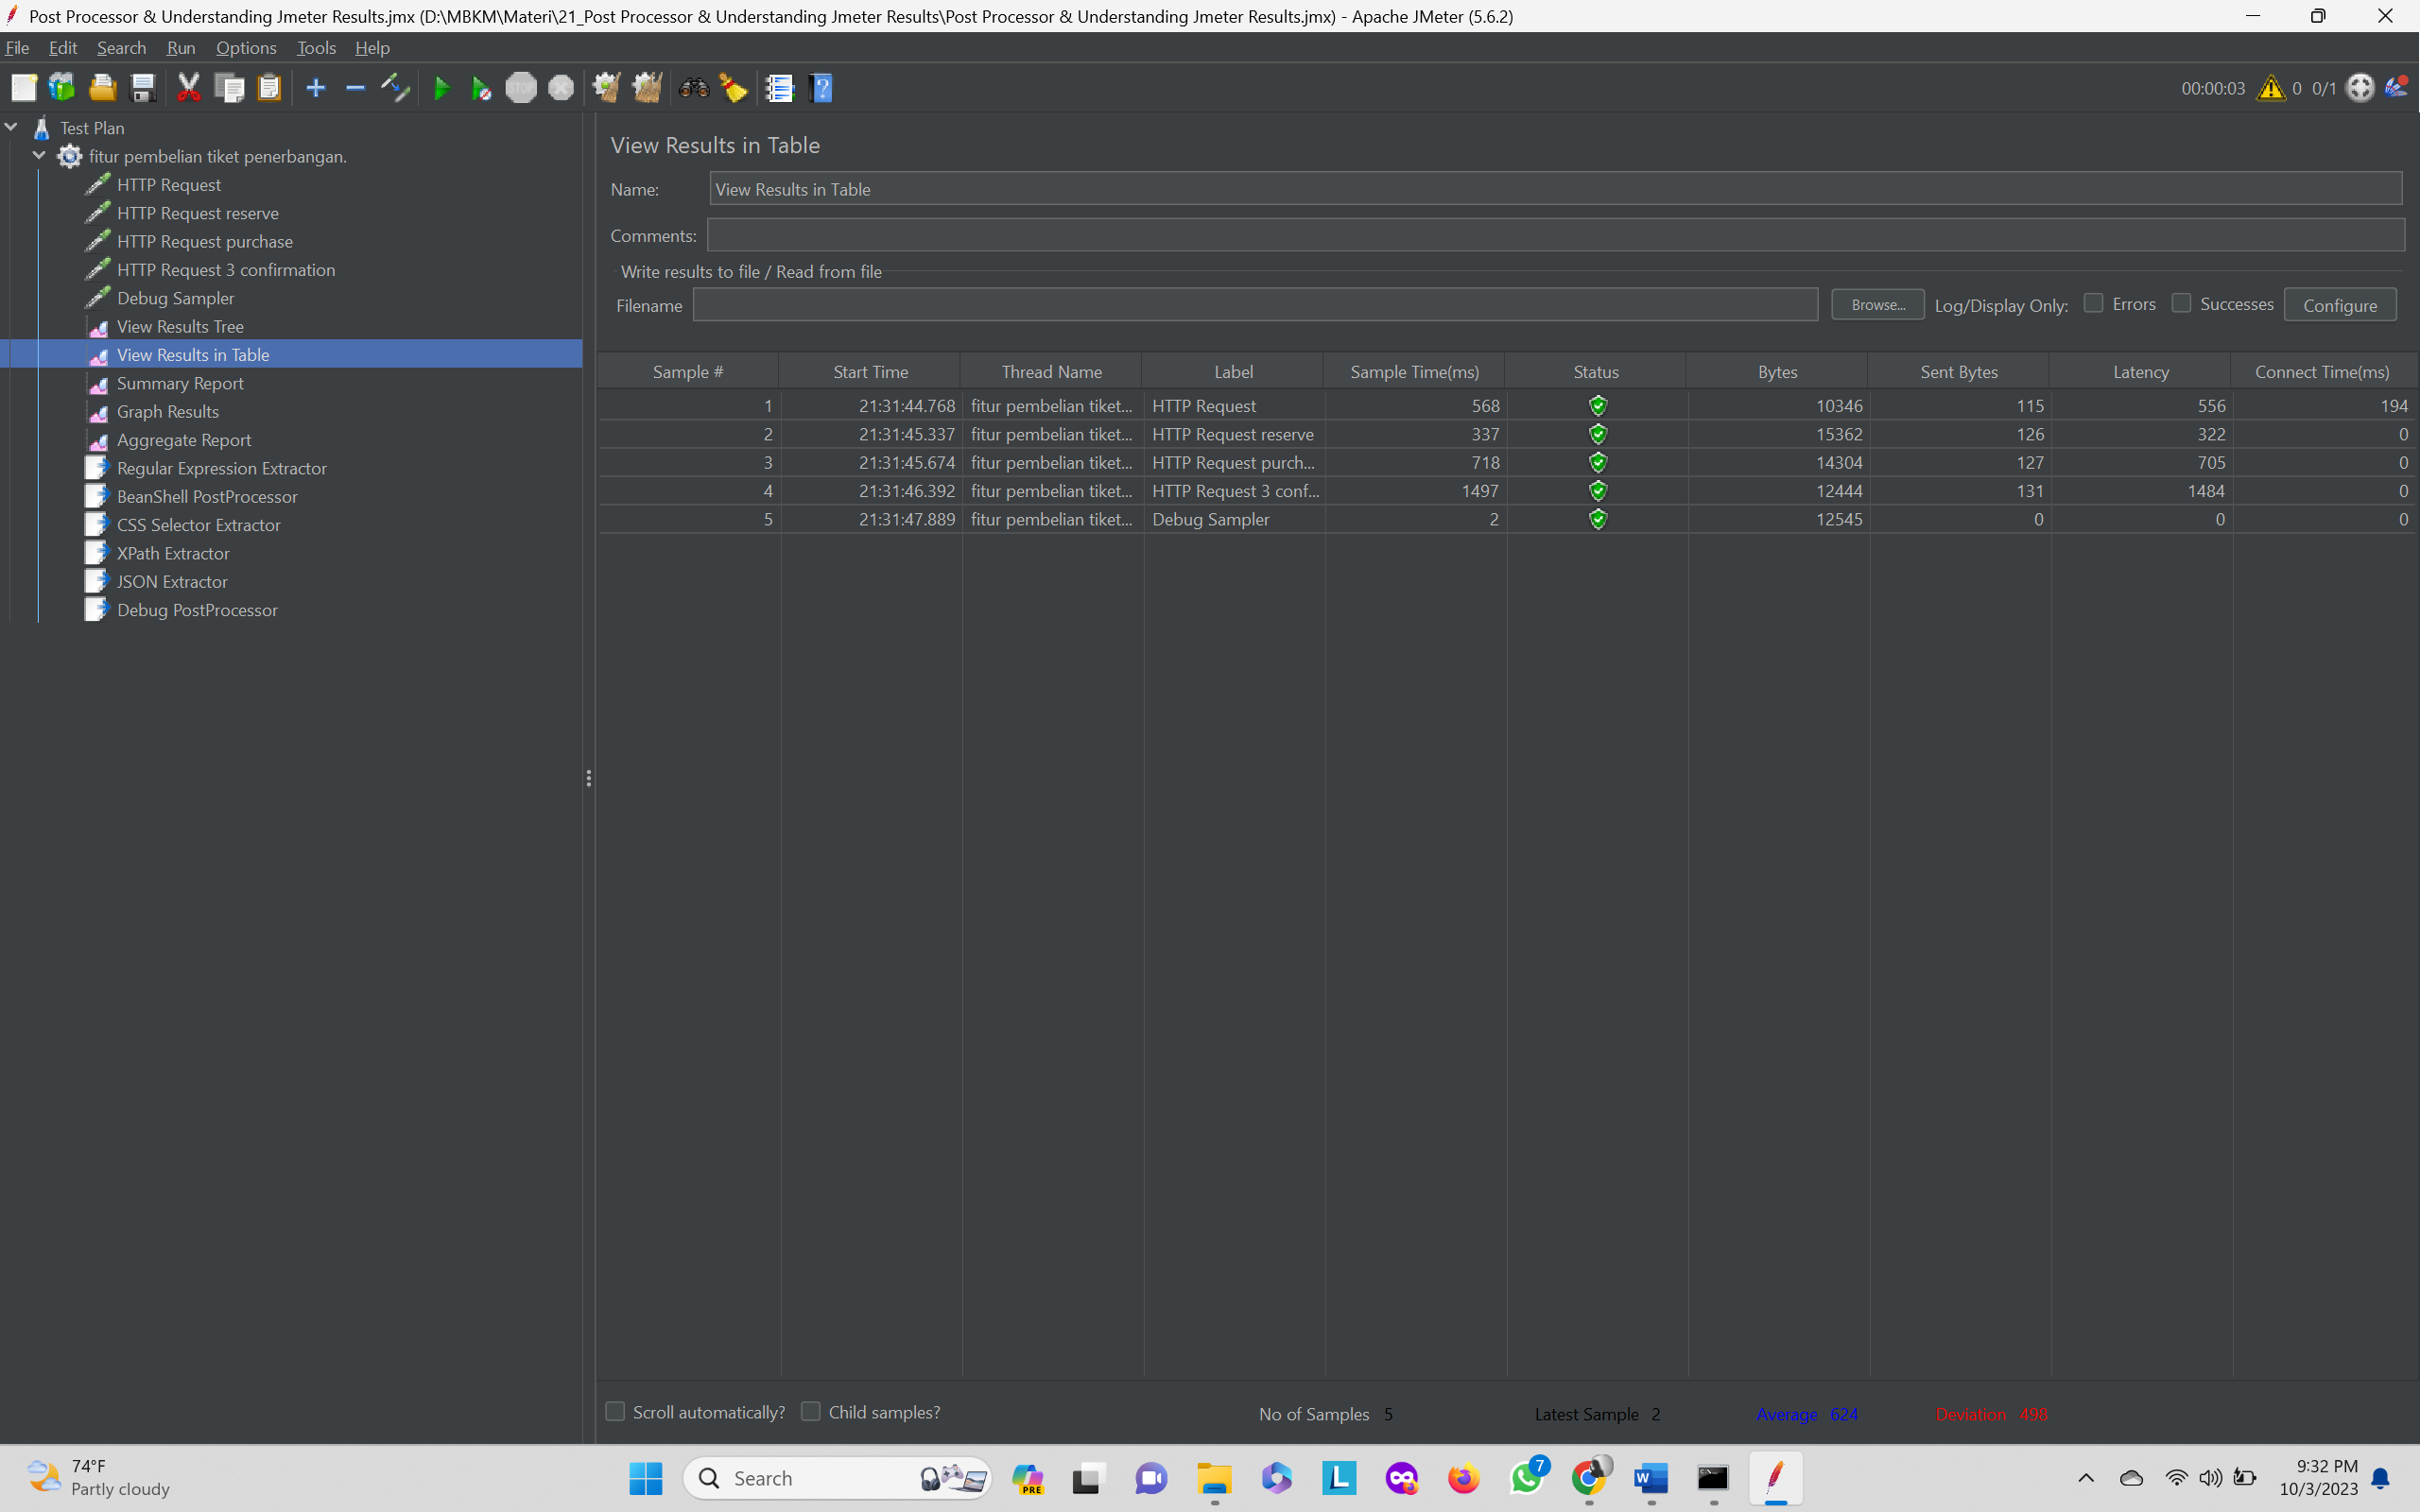 Post Processor & Understanding Jmeter Results.jmx (D:\MBKM\Materi\21_Post Processor & Understanding Jmeter Results\Post Processor & Understanding Jmeter Results.jmx) - Apache JMeter (5.6.2)
File Edit Search Run Options Tools Help
STOP 00:00:03 0 0/1
Test Plan
fitur pembelian tiket penerbangan.
HTTP Request
HTTP Request reserve
HTTP Request purchase
HTTP Request 3 confirmation
Debug Sampler
View Results Tree
View Results in Table
Summary Report
Graph Results
Aggregate Report
Regular Expression Extractor
BeanShell PostProcessor
CSS Selector Extractor
XPath Extractor
JSON Extractor
Debug PostProcessor
View Results in Table
Name: View Results in Table
Comments:
Write results to file / Read from file
Filename Browse... Log/Display Only: Errors Successes Configure
Sample # Start Time Thread Name Label Sample Time(ms) Status Bytes Sent Bytes Latency Connect Time(ms)
1 21:31:44.768 fitur pembelian tiket... HTTP Request 568 10346 115 556 194
2 21:31:45.337 fitur pembelian tiket... HTTP Request reserve 337 15362 126 322 0
3 21:31:45.674 fitur pembelian tiket... HTTP Request purch... 718 14304 127 705 0
4 21:31:46.392 fitur pembelian tiket... HTTP Request 3 conf... 1497 12444 131 1484 0
5 21:31:47.889 fitur pembelian tiket... Debug Sampler 2 12545 0 0 0
Scroll automatically? Child samples? No of Samples 5 Latest Sample 2 Average 624 Deviation 498
74°F
Partly cloudy
Search
PRE
L
7
W
9:32 PM
10/3/2023